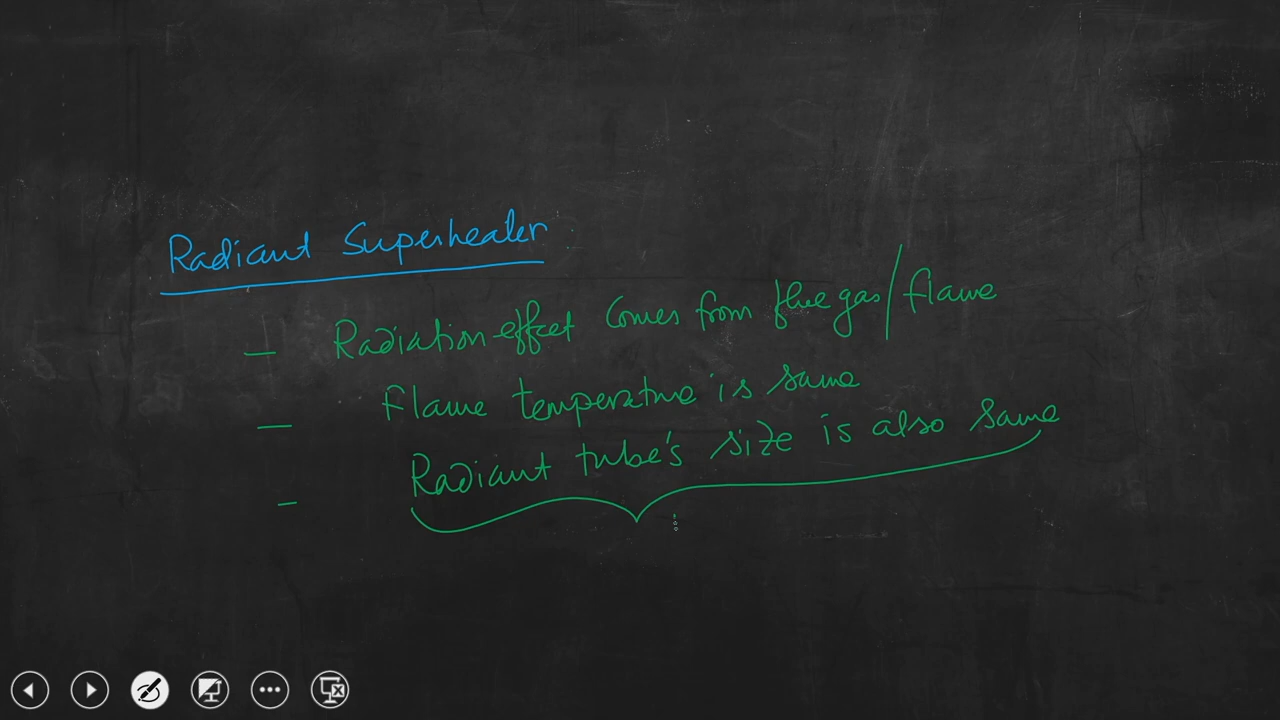 Radiant Superheater :
- Radiation effect Comes from flue gas / flame
- Flame temperature is same
- Radiant tube's size is also same